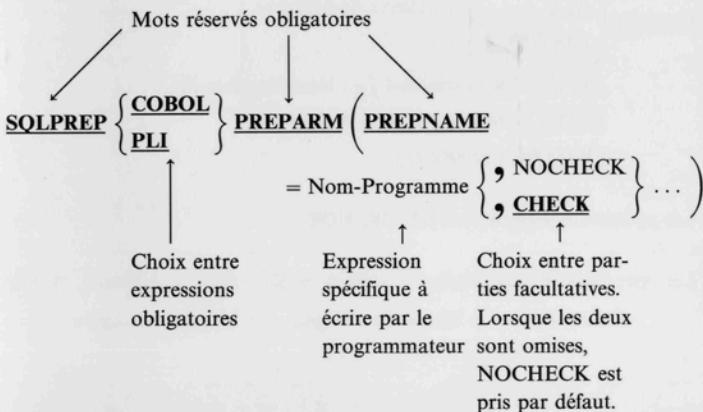 Mots réservés obligatoires
SQLPREP { COBOL PLI } PREPARM ( PREPNAME
= Nom-Programme { , NOCHECK , CHECK } ... )
Choix entre expressions obligatoires
Expression spécifique à écrire par le programmateur
Choix entre par-
ties facultatives.
Lorsque les deux
sont omises,
NOCHECK est
pris par défaut.